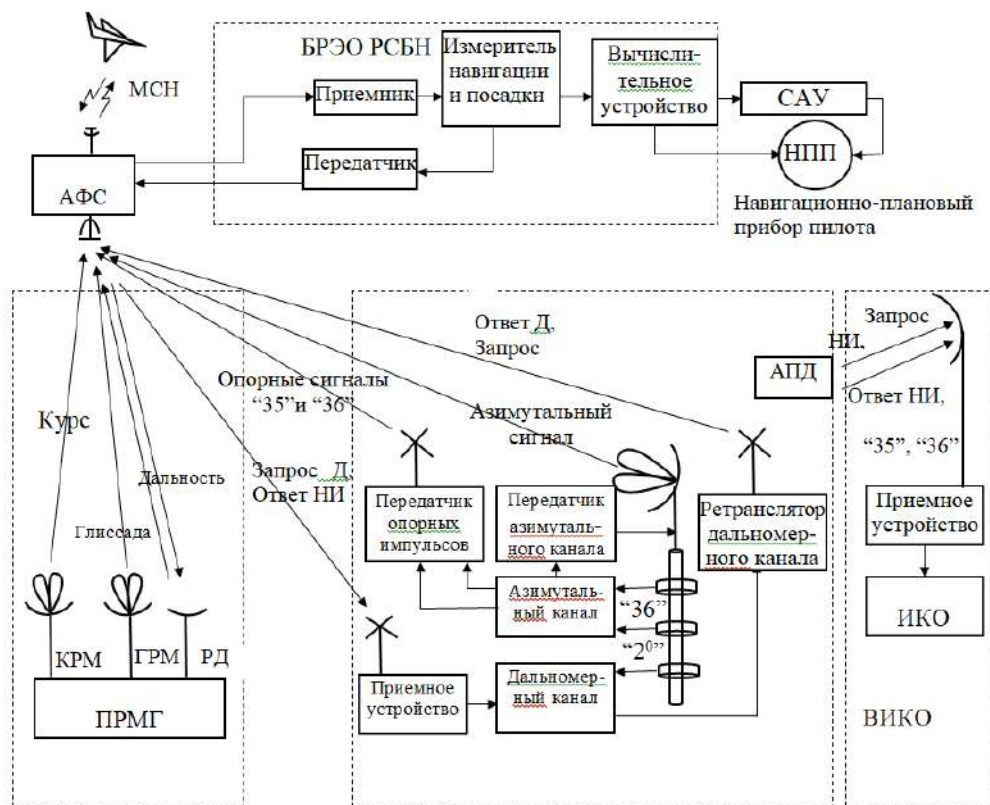 МСН
БРЭО РСБН
Приемник
Измеритель
навигации
и посадки
Вычисли-
тельное
устройство
САУ
НПП
Передатчик
АФС
Навигационно-плановый
прибор пилота
Ответ Д,
Запрос
Опорные сигналы
“35”и “36”
Азимутальный
сигнал
Курс
Дальность
Глиссада
Запрос Д,
Ответ НИ
КРМ
ГРМ
РД
ПРМГ
Передатчик
опорных
импульсов
Передатчик
азимуталь-
ного канала
Ретранслятор
дальномер-
ного канала
Азимуталь-
ный канал
“36”
“2⁰”
Приемное
устройство
Дальномер-
ный канал
Запрос
НИ,
АПД
Ответ НИ,
“35”, “36”
Приемное
устройство
ИКО
ВИКО